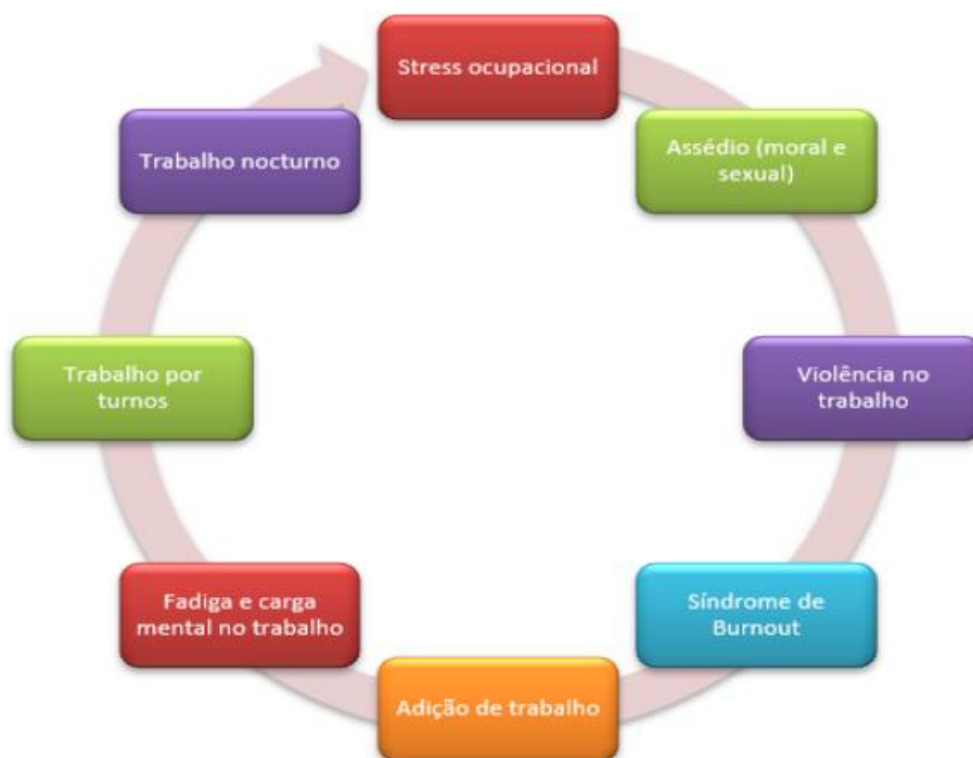 Stress ocupacional
Assédio (moral e
sexual)
Violência no
trabalho
Síndrome de
Burnout
Adição de trabalho
Fadiga e carga
mental no trabalho
Trabalho por
turnos
Trabalho nocturno